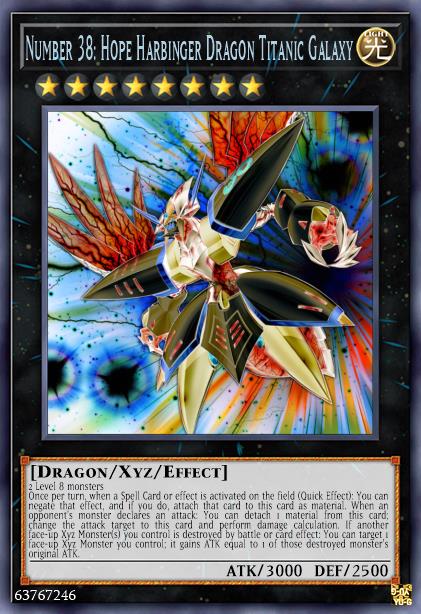 Number 38: Hope Harbinger Dragon Titanic Galaxy
LIGHT
光
[Dragon/Xyz/Effect]
2 Level 8 monsters
Once per turn, when a Spell Card or effect is activated on the field (Quick Effect): You can
negate that effect, and if you do, attach that card to this card as material. When an
opponent's monster declares an attack: You can detach 1 material from this card;
change the attack target to this card and perform damage calculation. If another
face-up Xyz Monster(s) you control is destroyed by battle or card effect: You can target 1
face-up Xyz Monster you control; it gains ATK equal to 1 of those destroyed monster's
original ATK.
ATK/3000 DEF/2500
63767246